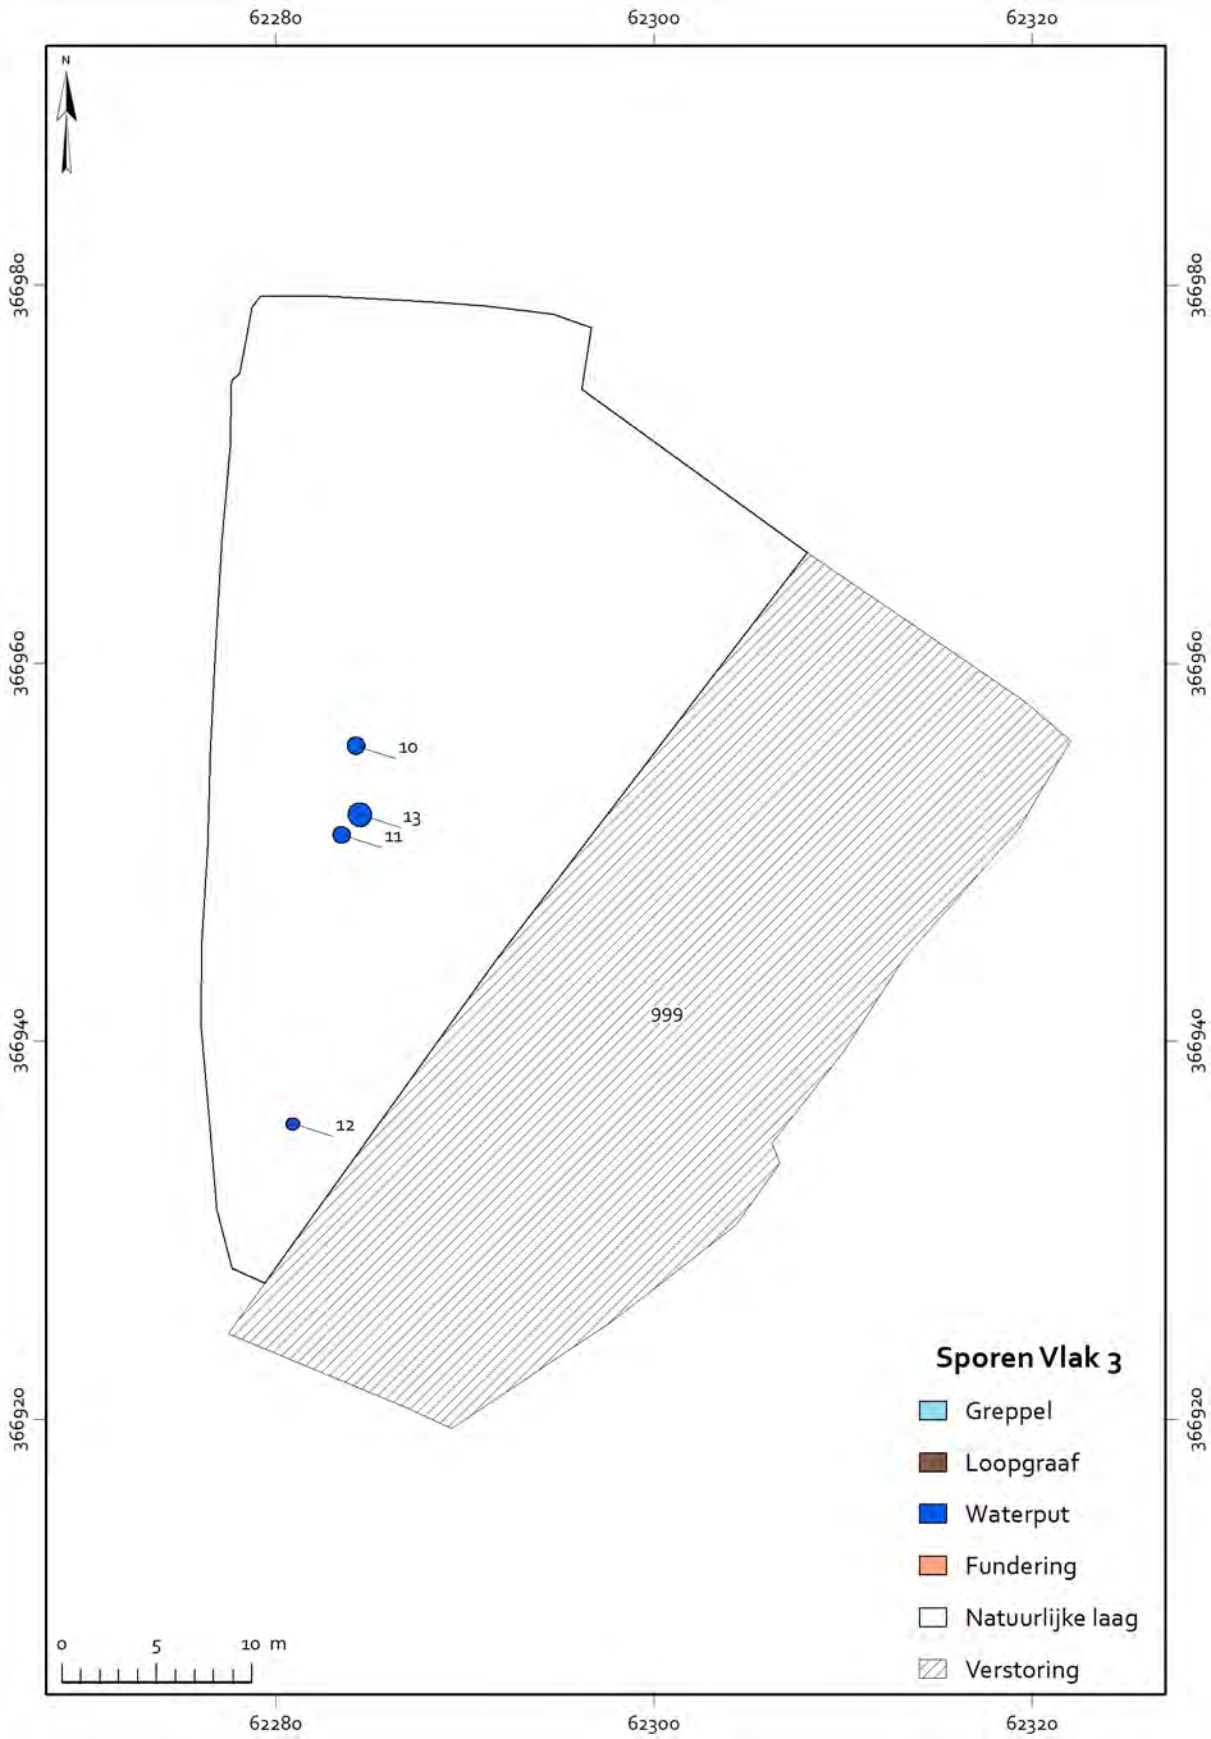 62280 62300 62320
N
366980 366980
366960 366960
10
13
11
999
366940 366940
12
Sporen Vlak 3
Greppel
366920 366920
Loopgraaf
Waterput
Fundering
Natuurlijke laag
0 5 10 m
Verstoring
62280 62300 62320